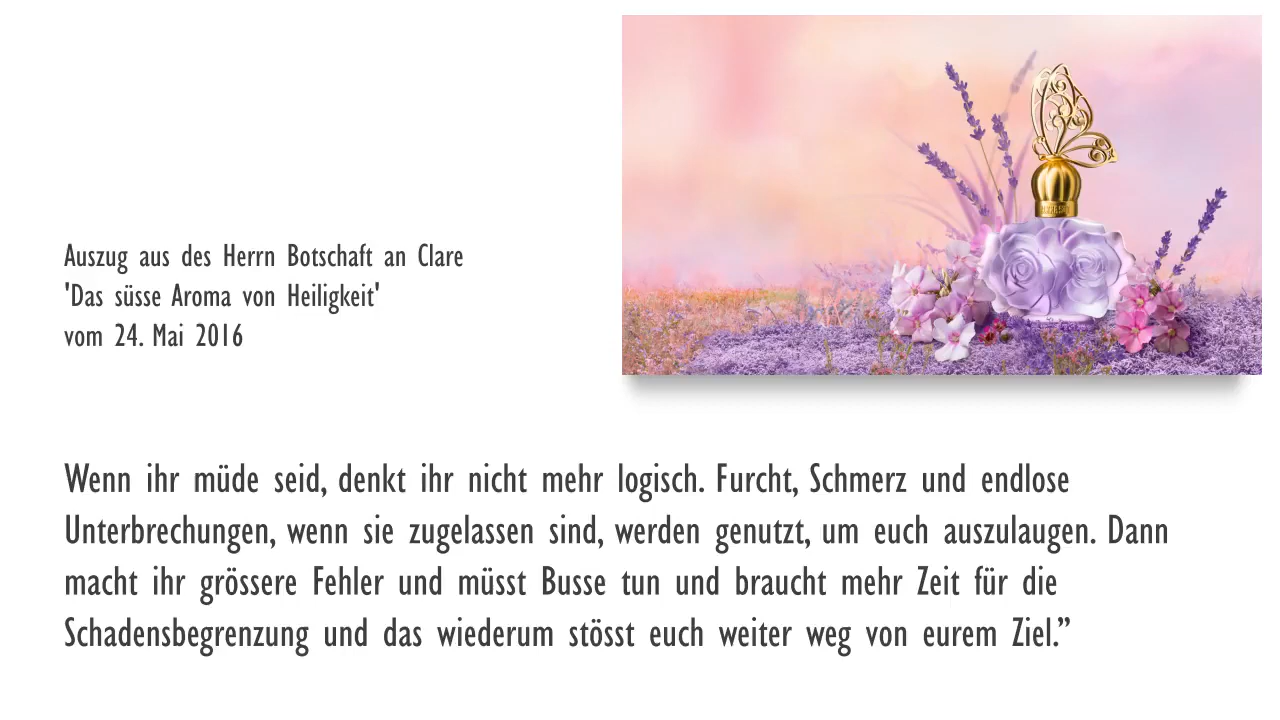 Auszug aus des Herrn Botschaft an Clare
'Das süsse Aroma von Heiligkeit'
vom 24. Mai 2016
Wenn ihr müde seid, denkt ihr nicht mehr logisch. Furcht, Schmerz und endlose
Unterbrechungen, wenn sie zugelassen sind, werden genutzt, um euch auszulaugen. Dann
macht ihr grössere Fehler und müsst Busse tun und braucht mehr Zeit für die
Schadensbegrenzung und das wiederum stösst euch weiter weg von eurem Ziel.”